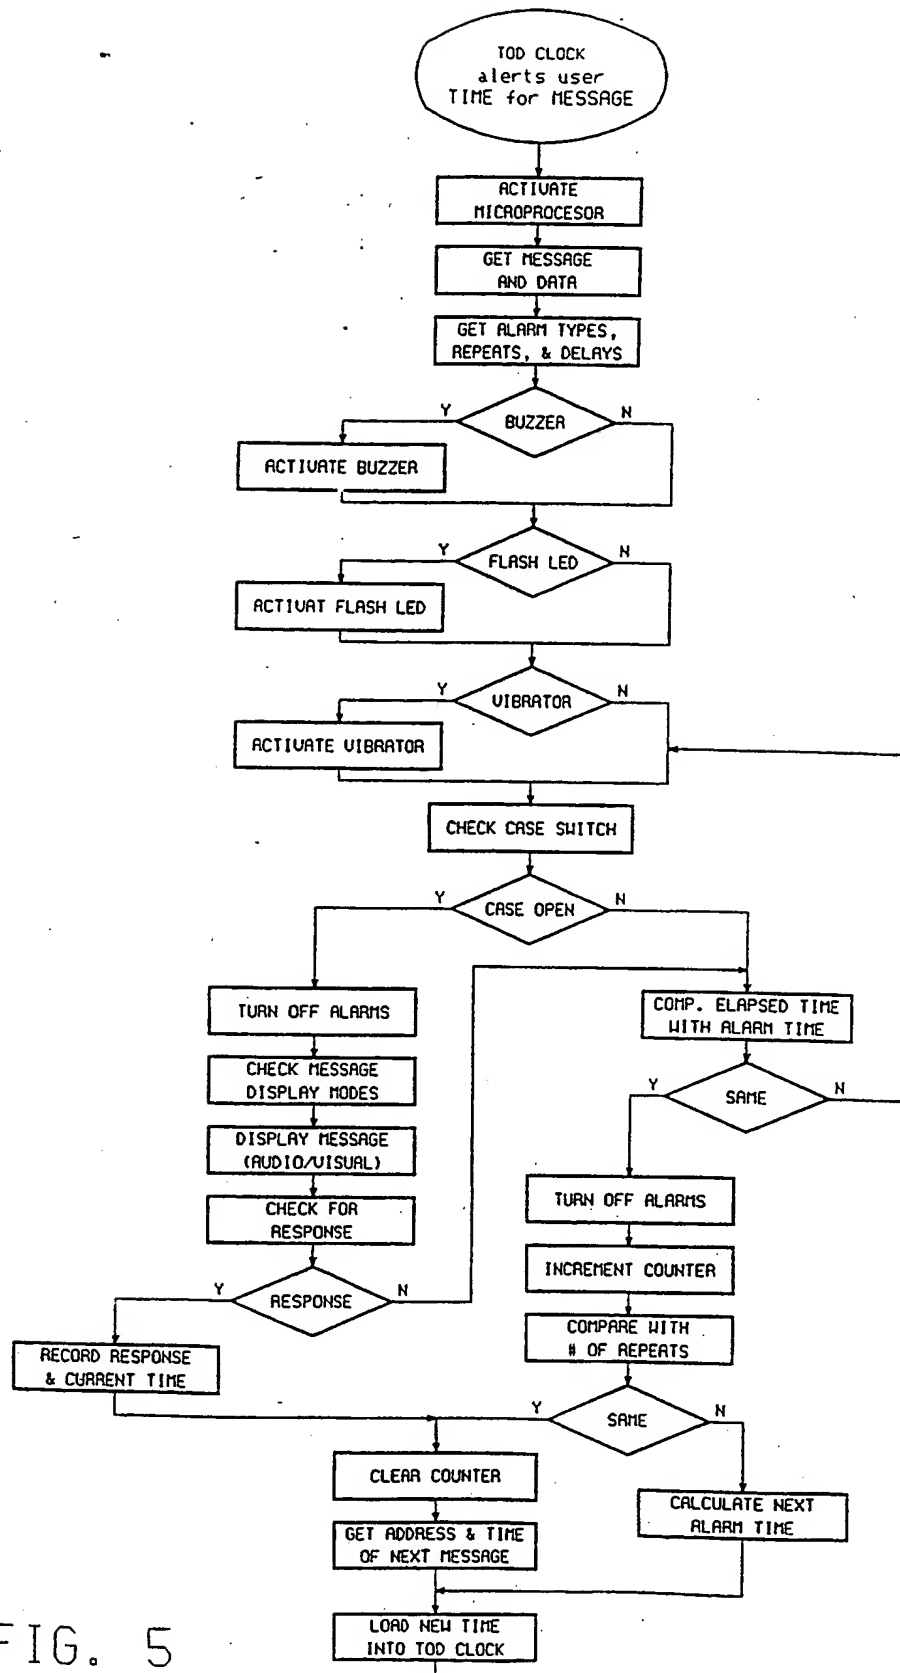 TOD CLOCK
alerts user
TIME for MESSAGE
ACTIVATE
MICROPROCESOR
GET MESSAGE
AND DATA
GET ALARM TYPES,
REPEATS, & DELAYS
Y
BUZZER
N
ACTIVATE BUZZER
Y
FLASH LED
N
ACTIVAT FLASH LED
Y
VIBRATOR
N
ACTIVATE VIBRATOR
CHECK CASE SWITCH
Y
CASE OPEN
N
TURN OFF ALARMS
COMP. ELAPSED TIME
WITH ALARM TIME
CHECK MESSAGE
DISPLAY MODES
Y
SAME
N
DISPLAY MESSAGE
(AUDIO/VISUAL)
TURN OFF ALARMS
CHECK FOR
RESPONSE
INCREMENT COUNTER
Y
RESPONSE
N
COMPARE WITH
# OF REPEATS
RECORD RESPONSE
& CURRENT TIME
Y
SAME
N
CLEAR COUNTER
CALCULATE NEXT
ALARM TIME
GET ADDRESS & TIME
OF NEXT MESSAGE
LOAD NEW TIME
INTO TOD CLOCK
FIG. 5